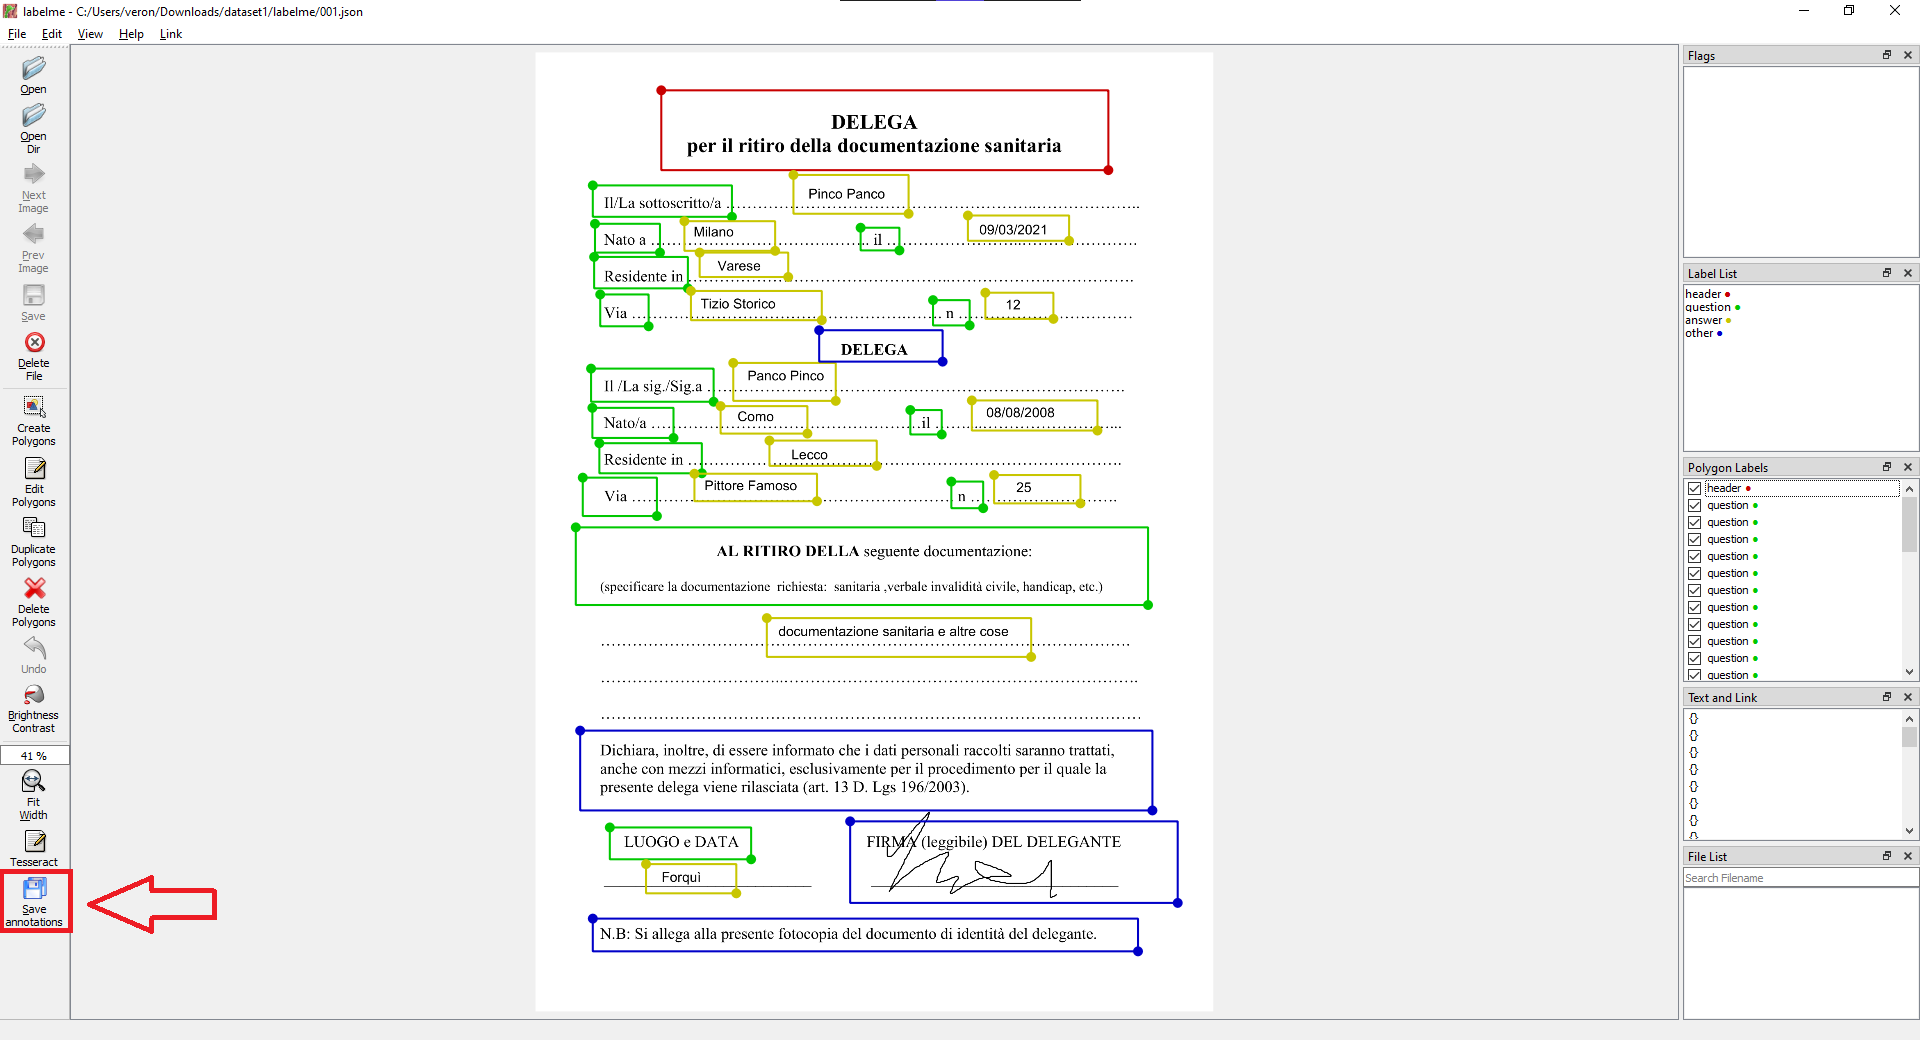 labelme - C:/Users/veron/Downloads/dataset1/labelme/001.json
File Edit View Help Link
Open
Open
Dir
Next
Image
Prev
Image
Save
Delete
File
Create
Polygons
Edit
Polygons
Duplicate
Polygons
Delete
Polygons
Undo
Brightness
Contrast
41 %
Fit
Width
Tesseract
Save
annotations
DELEGA
per il ritiro della documentazione sanitaria
Il/La sottoscritto/a Pinco Panco
Nato a Milano il 09/03/2021
Residente in Varese
Via Tizio Storico n 12
DELEGA
Il /La sig./Sig.a Panco Pinco
Nato/a Como il 08/08/2008
Residente in Lecco
Via Pittore Famoso n 25
AL RITIRO DELLA seguente documentazione:
(specificare la documentazione richiesta: sanitaria ,verbale invalidità civile, handicap, etc.)
documentazione sanitaria e altre cose
Dichiara, inoltre, di essere informato che i dati personali raccolti saranno trattati,
anche con mezzi informatici, esclusivamente per il procedimento per il quale la
presente delega viene rilasciata (art. 13 D. Lgs 196/2003).
LUOGO e DATA FIRMA (leggibile) DEL DELEGANTE
Forquì
N.B: Si allega alla presente fotocopia del documento di identità del delegante.
Flags
Label List
header
question
answer
other
Polygon Labels
header
question
question
question
question
question
question
question
question
question
question
question
Text and Link
{}
{}
{}
{}
{}
{}
{}
{}
File List
Search Filename